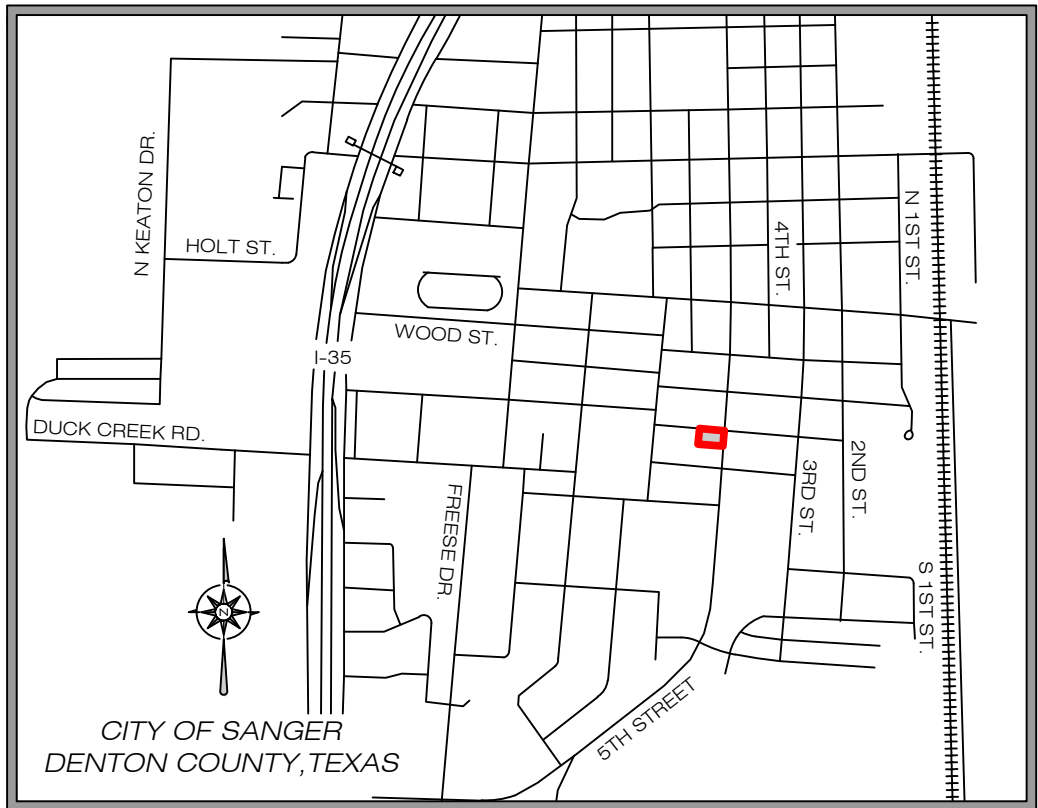 N KEATON DR.
HOLT ST.
4TH ST.
N 1ST ST.
WOOD ST.
I-35
DUCK CREEK RD.
FREESE DR.
3RD ST.
2ND ST.
S 1ST ST.
N
5TH STREET
CITY OF SANGER
DENTON COUNTY,TEXAS